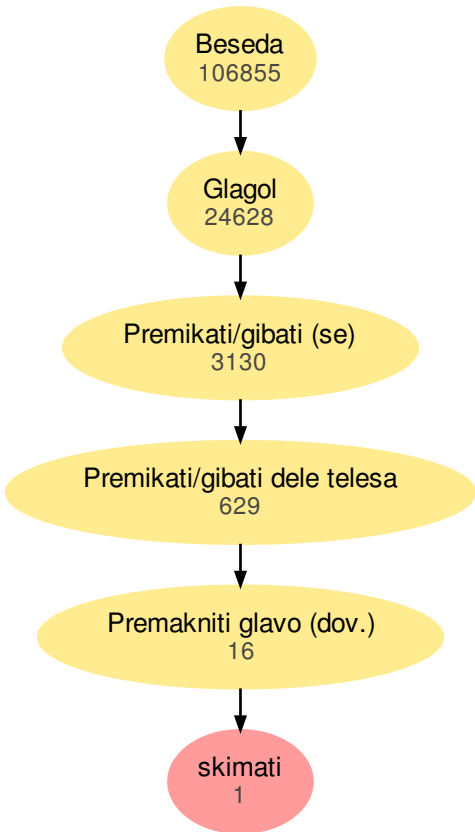 Beseda
106855
Glagol
24628
Premikati/gibati (se)
3130
Premikati/gibati dele telesa
629
Premakniti glavo (dov.)
16
skimati
1